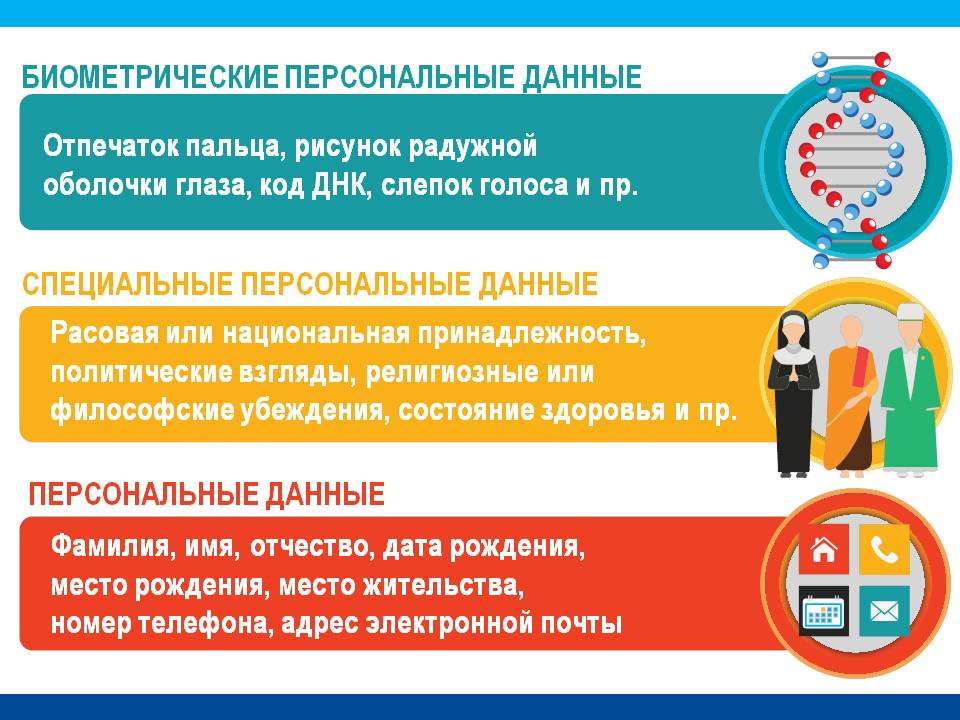 БИОМЕТРИЧЕСКИЕ ПЕРСОНАЛЬНЫЕ ДАННЫЕ
Отпечаток пальца, рисунок радужной
оболочки глаза, код ДНК, слепок голоса и пр.
СПЕЦИАЛЬНЫЕ ПЕРСОНАЛЬНЫЕ ДАННЫЕ
Расовая или национальная принадлежность,
политические взгляды, религиозные или
философские убеждения, состояние здоровья и пр.
ПЕРСОНАЛЬНЫЕ ДАННЫЕ
Фамилия, имя, отчество, дата рождения,
место рождения, место жительства,
номер телефона, адрес электронной почты